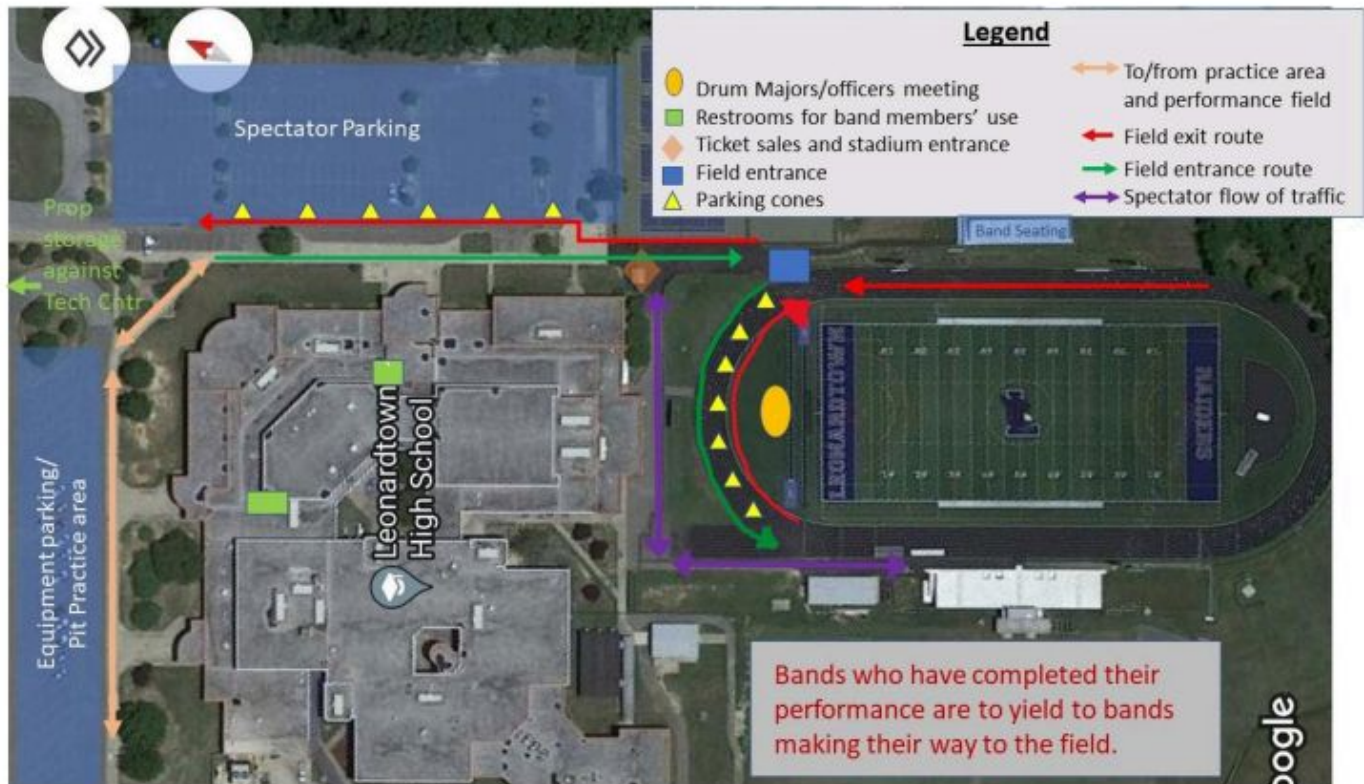 Legend
Drum Majors/officers meeting
Restrooms for band members' use
Ticket sales and stadium entrance
Field entrance
Parking cones
To/from practice area
and performance field
Field exit route
Field entrance route
Spectator flow of traffic
Spectator Parking
Prop
storage
against
Tech Cntr
Band Seating
Equipment parking/
Pit Practice area
Leonardtown
High School
LEONARDTOWN
L
RAIDERS
Bands who have completed their
performance are to yield to bands
making their way to the field.
oogle